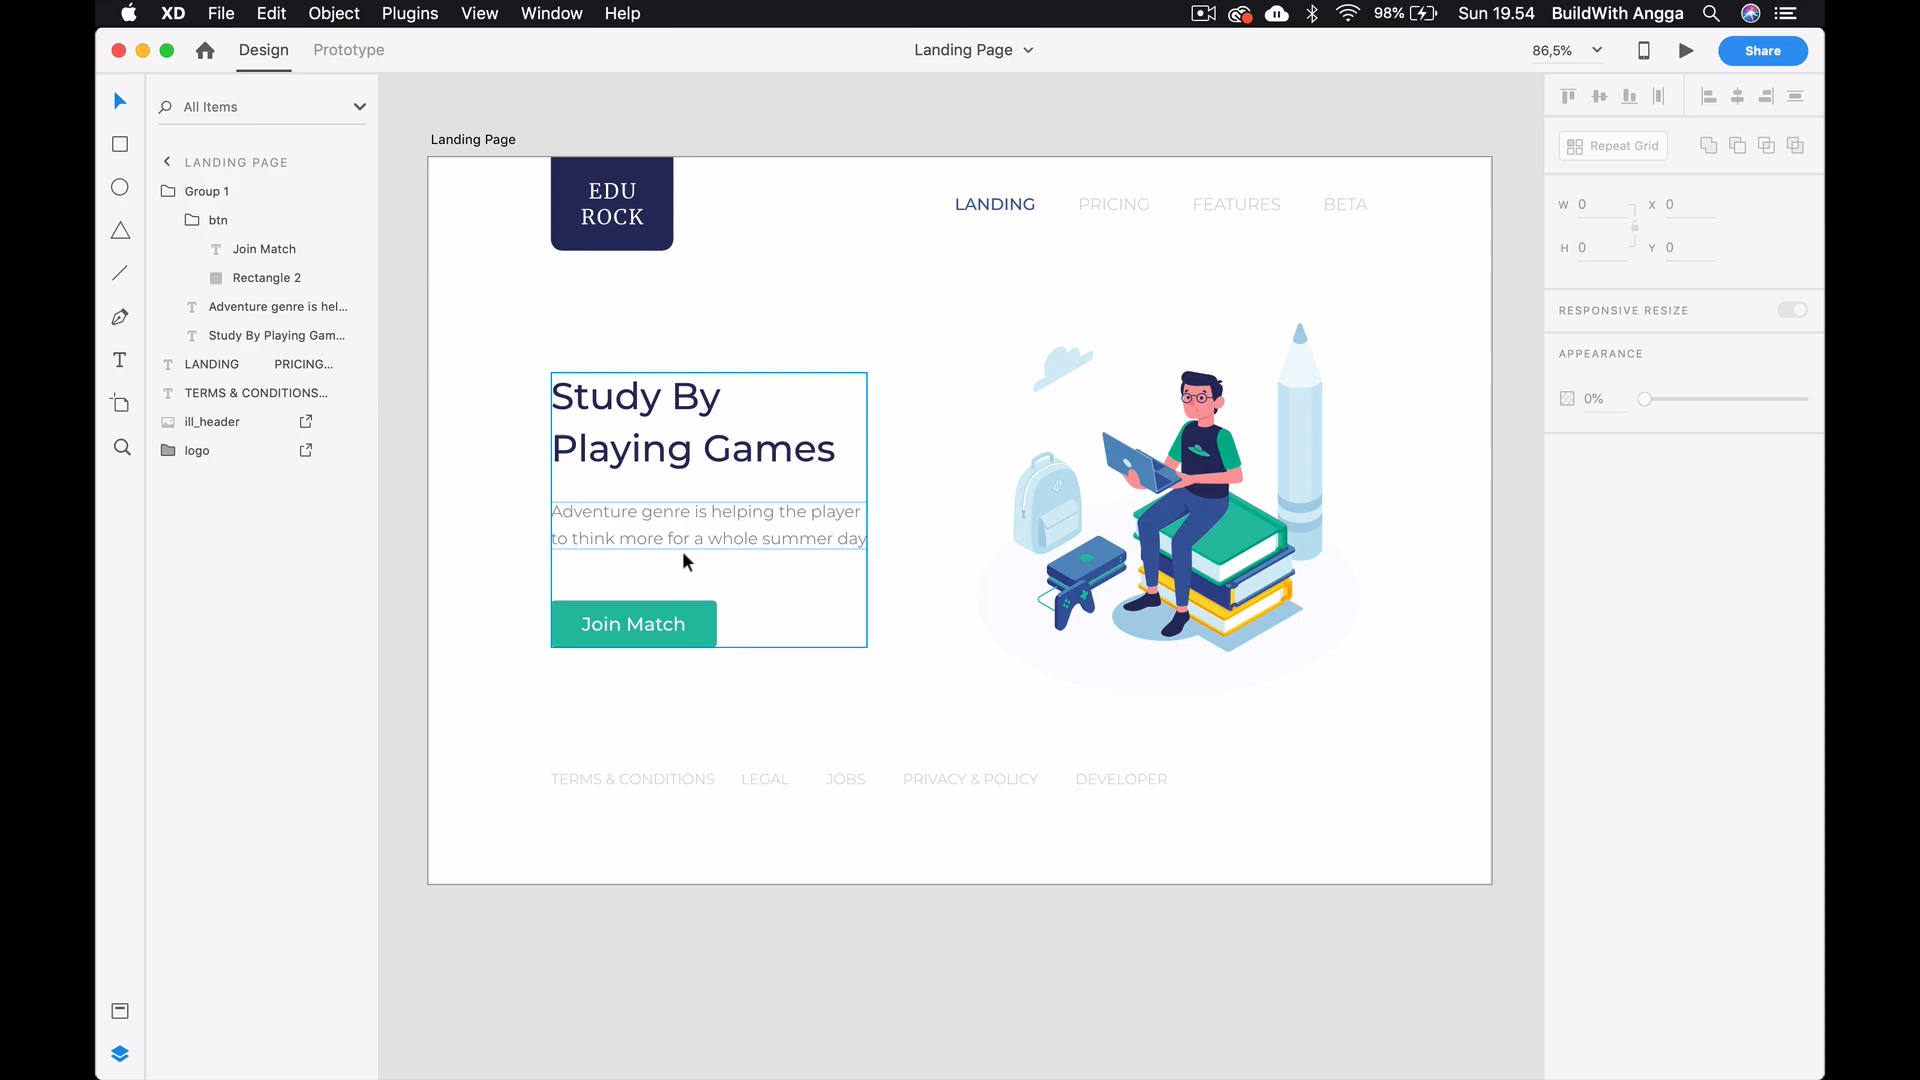 XD File Edit Object Plugins View Window Help 98% Sun 19.54 BuildWith Angga
Design Prototype Landing Page 86,5% Share
All Items
LANDING PAGE
Group 1
btn
Join Match
Rectangle 2
Adventure genre is hel...
Study By Playing Gam...
LANDING PRICING...
TERMS & CONDITIONS...
ill_header
logo
Landing Page
EDU
ROCK
LANDING PRICING FEATURES BETA
Study By
Playing Games
Adventure genre is helping the player
to think more for a whole summer day
Join Match
TERMS & CONDITIONS LEGAL JOBS PRIVACY & POLICY DEVELOPER
Repeat Grid
W 0 X 0
H 0 Y 0
RESPONSIVE RESIZE
APPEARANCE
0%